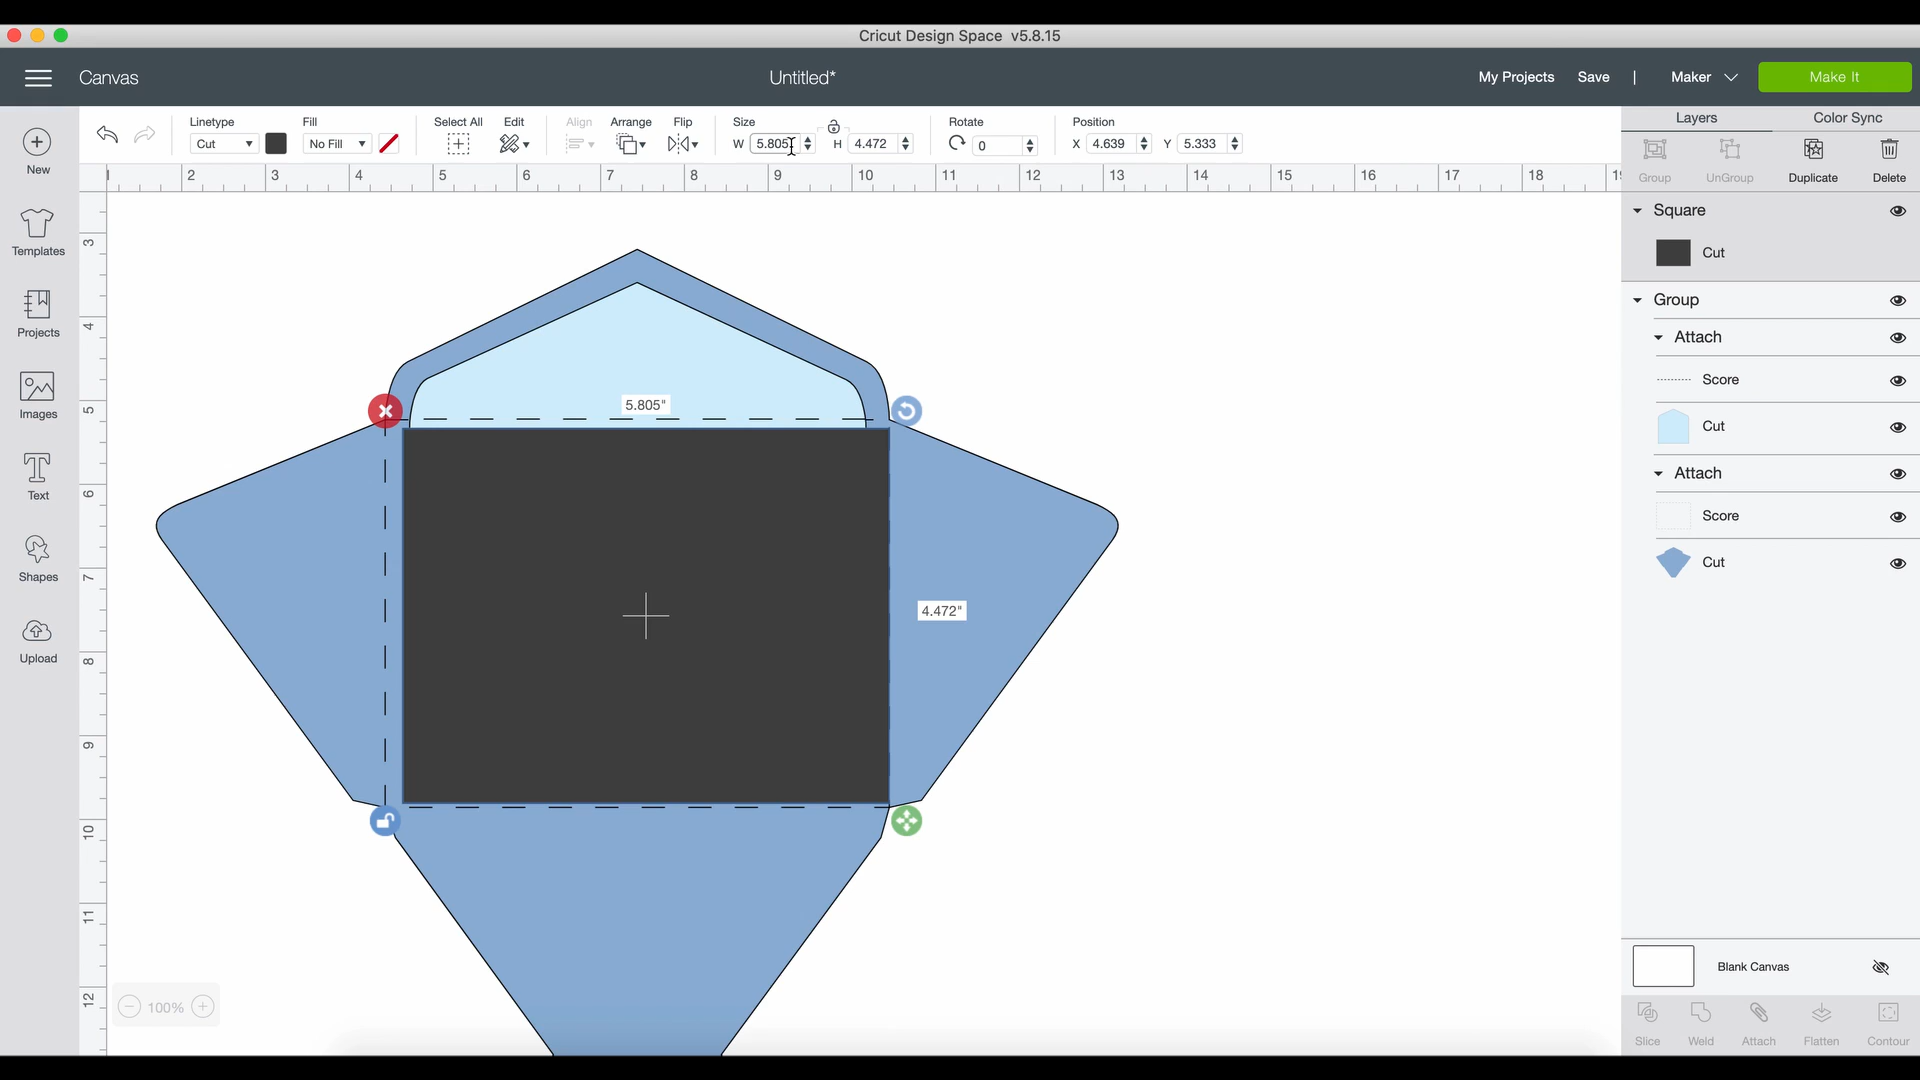 Cricut Design Space v5.8.15
Canvas
Untitled*
My Projects Save | Maker Make It
Linetype Fill Select All Edit Align Arrange Flip Size Rotate Position
Cut No Fill W 5.805 H 4.472 0 X 4.639 Y 5.333
Layers Color Sync
Group UnGroup Duplicate Delete
2 3 4 5 6 7 8 9 10 11 12 13 14 15 16 17 18
3
4
5
6
7
8
9
10
11
12
New
Templates
Projects
Images
Text
Shapes
Upload
5.805"
4.472"
100%
Square
Cut
Group
Attach
Score
Cut
Attach
Score
Cut
Blank Canvas
Slice Weld Attach Flatten Contour